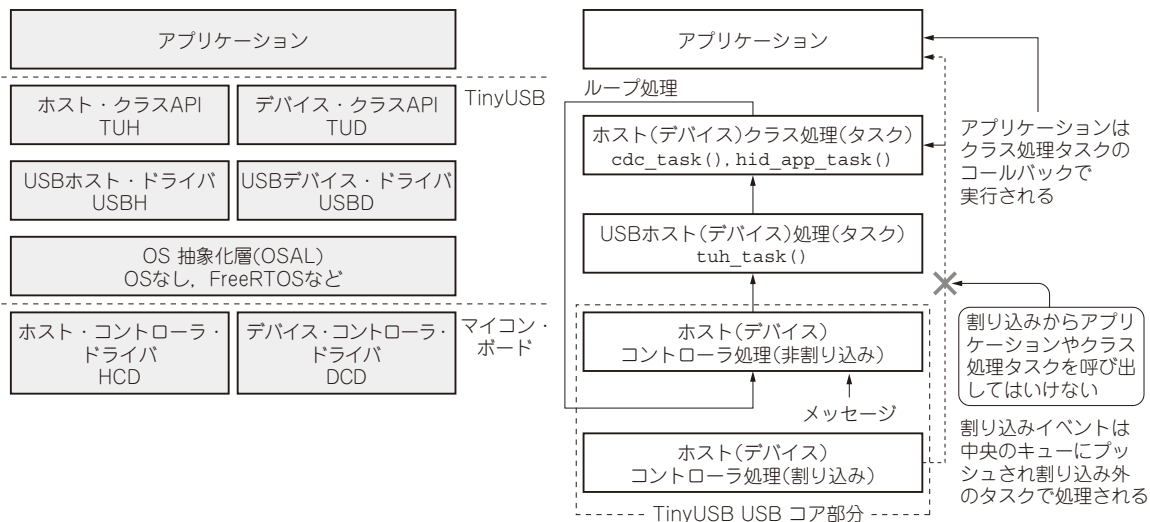 アプリケーション
TinyUSB
ホスト・クラスAPI
TUH
デバイス・クラスAPI
TUD
USBホスト・ドライバ
USBH
USBデバイス・ドライバ
USBD
OS 抽象化層(OSAL)
OSなし，FreeRTOSなど
ホスト・コントローラ・
ドライバ
HCD
デバイス・コントローラ・
ドライバ
DCD
マイコン・
ボード
アプリケーション
ループ処理
ホスト(デバイス)クラス処理(タスク)
cdc_task(), hid_app_task()
USBホスト(デバイス)処理(タスク)
tuh_task()
ホスト(デバイス)
コントローラ処理(非割り込み)
メッセージ
ホスト(デバイス)
コントローラ処理(割り込み)
TinyUSB USB コア部分
アプリケーションは
クラス処理タスクの
コールバックで
実行される
割り込みからアプリ
ケーションやクラス
処理タスクを呼び出
してはいけない
割り込みイベントは
中央のキューにプッ
シュされ割り込み外
のタスクで処理される